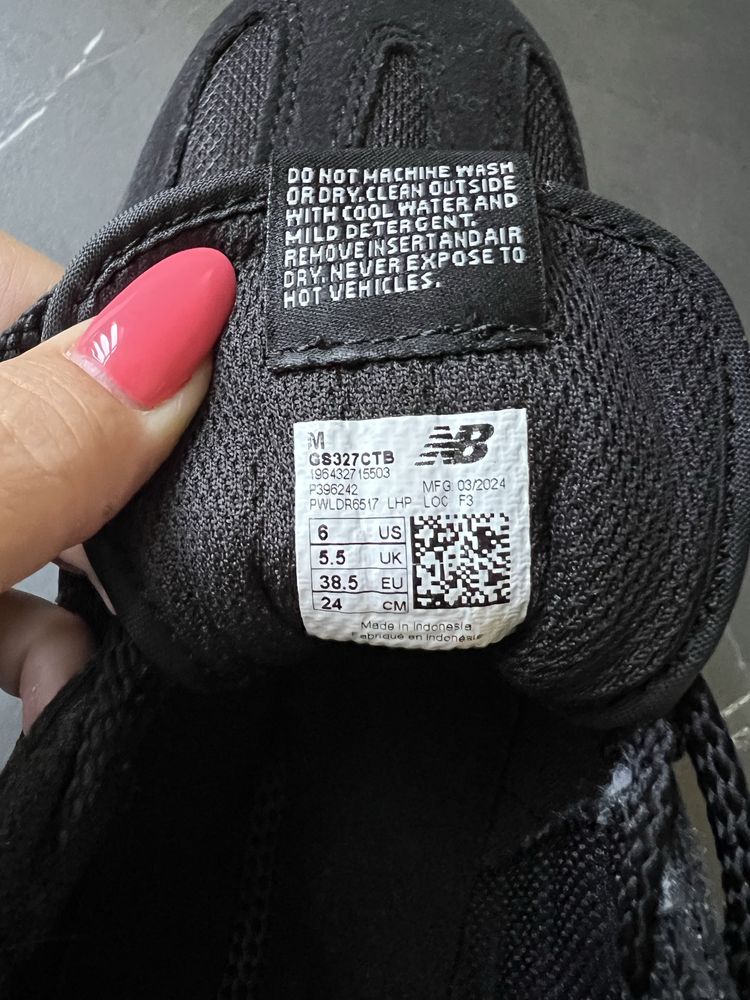 DO NOT MACHINE WASH
OR DRY. CLEAN OUTSIDE
WITH COOL WATER AND
MILD DETERGENT.
REMOVE INSERT AND AIR
DRY. NEVER EXPOSE TO
HOT VEHICLES.
M
NB
GS327CTB
196432715503
P396242 MFG 03/2024
PWLDR6517 LHP LOC F3
6 US
5.5 UK
38.5 EU
24 CM
Made in Indonesia
Fabriqué en Indonésie